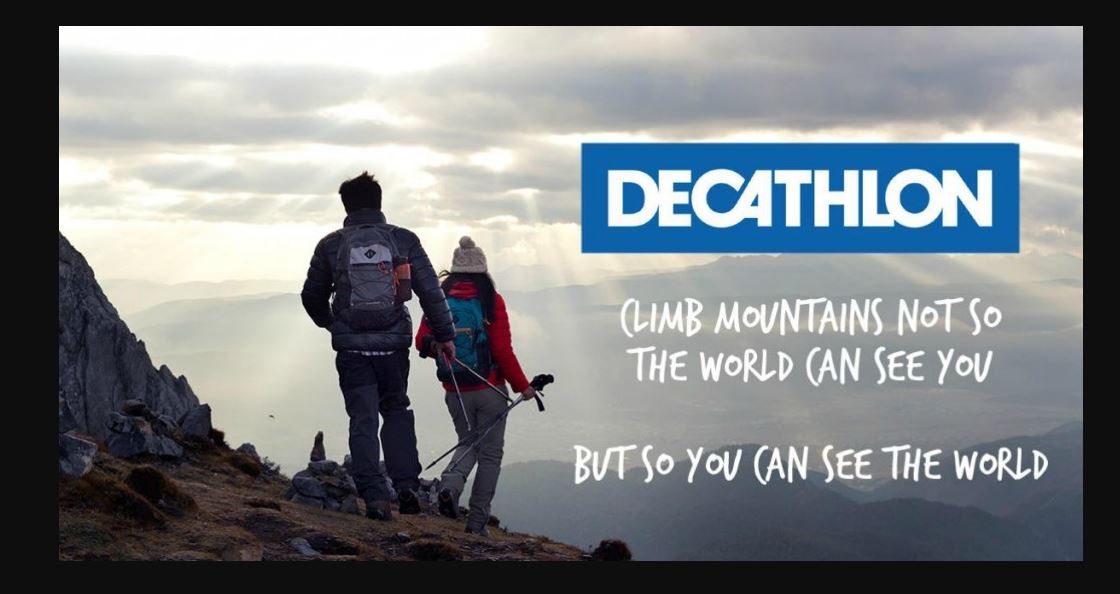 DECATHLON
CLIMB MOUNTAINS NOT SO
THE WORLD CAN SEE YOU
BUT SO YOU CAN SEE THE WORLD